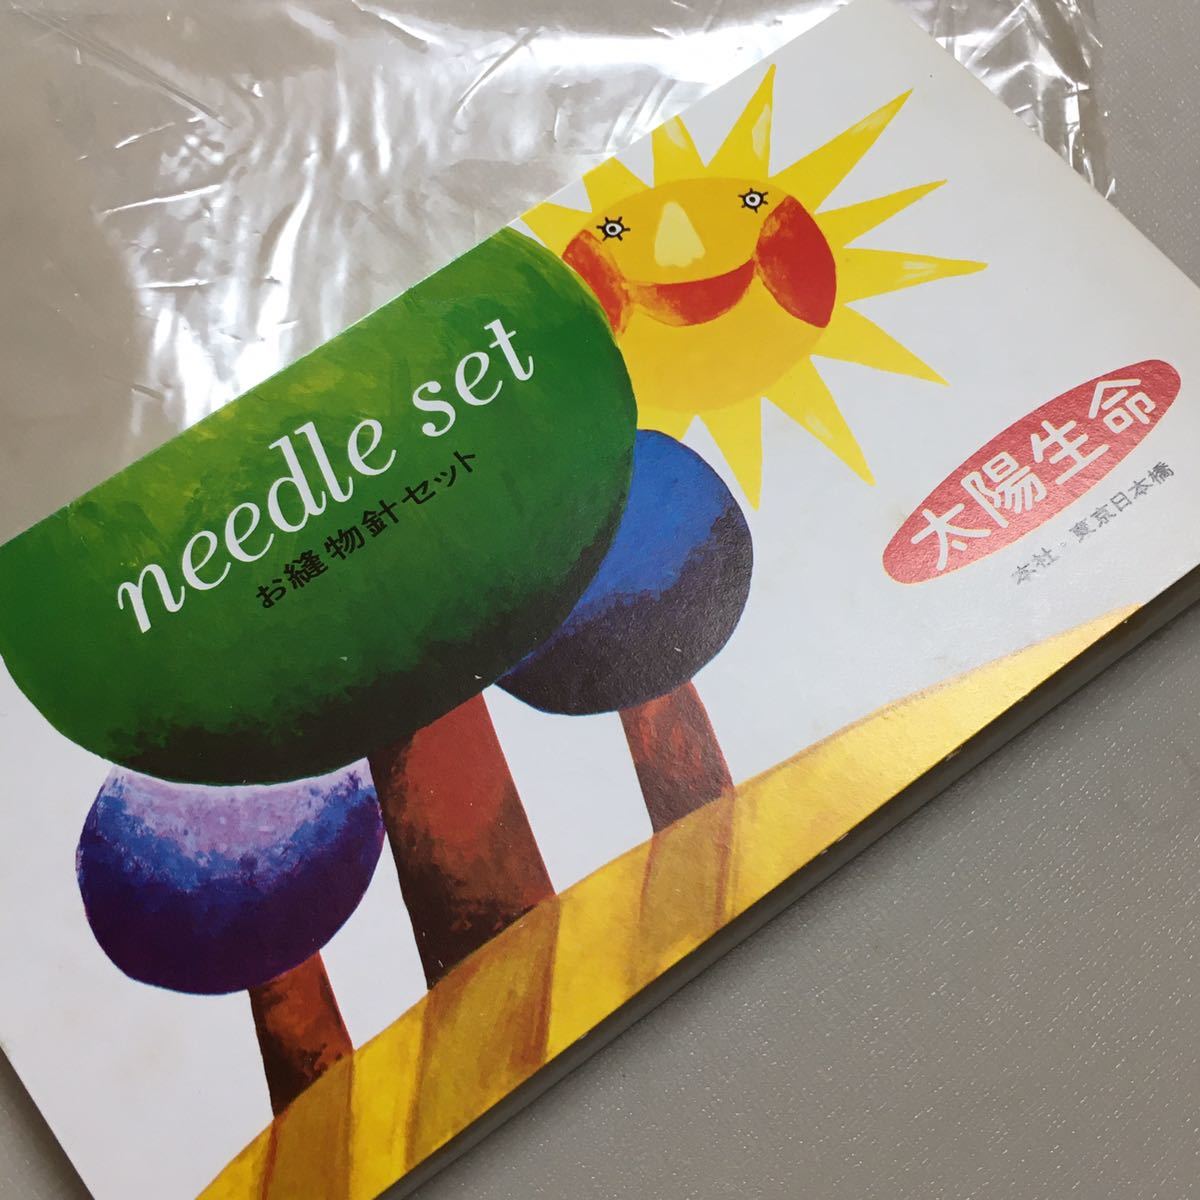 needle set
お縫物針セット
太陽生命
本社。東京日本橋